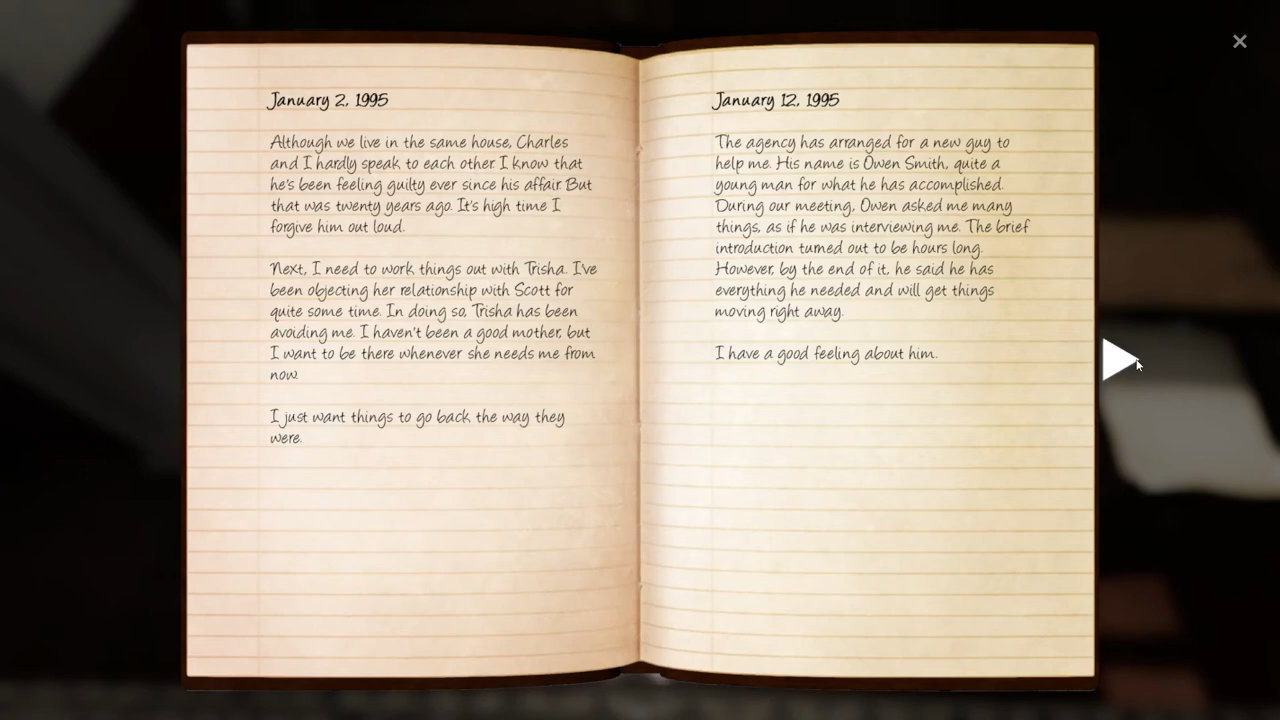 January 2, 1995
Although we live in the same house, Charles
and I hardly speak to each other. I know that
he's been feeling guilty ever since his affair. But
that was twenty years ago. It's high time I
forgive him out loud.
Next, I need to work things out with Trisha. I've
been objecting her relationship with Scott for
quite some time. In doing so, Trisha has been
avoiding me. I haven't been a good mother, but
I want to be there whenever she needs me from
now.
I just want things to go back the way they
were.
January 12, 1995
The agency has arranged for a new guy to
help me. His name is Owen Smith, quite a
young man for what he has accomplished.
During our meeting, Owen asked me many
things, as if he was interviewing me. The brief
introduction turned out to be hours long.
However, by the end of it, he said he has
everything he needed and will get things
moving right away.
I have a good feeling about him.